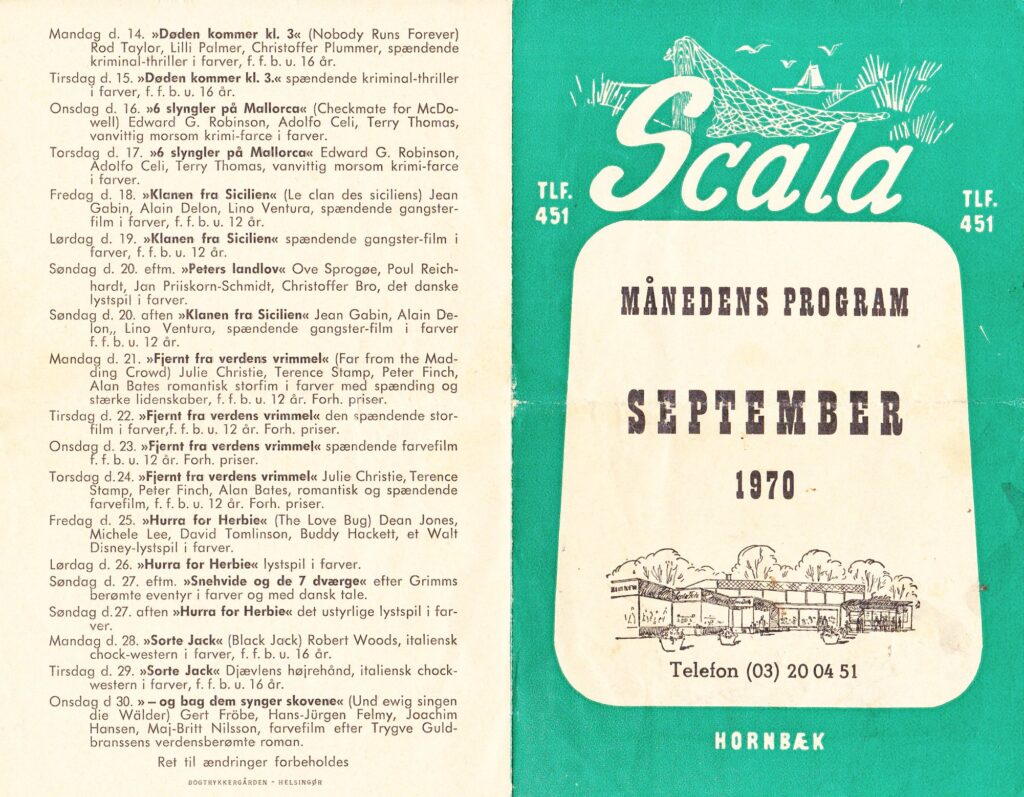 Mandag d. 14. »Døden kommer kl. 3« (Nobody Runs Forever)
Rod Taylor, Lilli Palmer, Christoffer Plummer, spændende
kriminal-thriller i farver, f. f. b. u. 16 år.
Tirsdag d. 15. »Døden kommer kl. 3.« spændende kriminal-thriller
i farver, f. f. b. u. 16 år.
Onsdag d. 16. »6 slyngler på Mallorca« (Checkmate for McDo-
well) Edward G. Robinson, Adolfo Celi, Terry Thomas,
vanvittig morsom krimi-farce i farver.
Torsdag d. 17. »6 slyngler på Mallorca« Edward G. Robinson,
Adolfo Celi, Terry Thomas, vanvittig morsom krimi-farce
i farver.
Fredag d. 18. »Klanen fra Sicilien« (Le clan des siciliens) Jean
Gabin, Alain Delon, Lino Ventura, spændende gangster-
film i farver, f. f. b. u. 12 år.
Lørdag d. 19. »Klanen fra Sicilien« spændende gangster-film i
farver, f. f. b. u. 12 år.
Søndag d. 20. eftm. »Peters landlov« Ove Sprogøe, Poul Reich-
hardt, Jan Priiskorn-Schmidt, Christoffer Bro, det danske
lystspil i farver.
Søndag d. 20. aften »Klanen fra Sicilien« Jean Gabin, Alain De-
lon,, Lino Ventura, spændende gangster-film i farver
f. f. b. u. 12 år.
Mandag d. 21. »Fjernt fra verdens vrimmel« (Far from the Mad-
ding Crowd) Julie Christie, Terence Stamp, Peter Finch,
Alan Bates romantisk storfim i farver med spænding og
stærke lidenskaber, f. f. b. u. 12 år. Forh. priser.
Tirsdag d. 22. »Fjernt fra verdens vrimmel« den spændende stor-
film i farver,f. f. b. u. 12 år. Forh. priser.
Onsdag d. 23. »Fjernt fra verdens vrimmel« spændende farvefilm
f. f. b. u. 12 år. Forh. priser.
Torsdag d.24. »Fjernt fra verdens vrimmel« Julie Christie, Terence
Stamp, Peter Finch, Alan Bates, romantisk og spændende
farvefilm, f. f. b. u. 12 år. Forh. priser.
Fredag d. 25. »Hurra for Herbie« (The Love Bug) Dean Jones,
Michele Lee, David Tomlinson, Buddy Hackett, et Walt
Disney-lystspil i farver.
Lørdag d. 26. »Hurra for Herbie« lystspil i farver.
Søndag d. 27. eftm. »Snehvide og de 7 dværge« efter Grimms
berømte eventyr i farver og med dansk tale.
Søndag d.27. aften »Hurra for Herbie« det ustyrlige lystspil i far-
ver.
Mandag d. 28. »Sorte Jack« (Black Jack) Robert Woods, italiensk
chock-western i farver, f. f. b. u. 16 år.
Tirsdag d. 29. »Sorte Jack« Djævlens højrehånd, italiensk chock-
western i farver, f. f. b. u. 16 år.
Onsdag d 30. » – og bag dem synger skovene« (Und ewig singen
die Wälder) Gert Fröbe, Hans-Jürgen Felmy, Joachim
Hansen, Maj-Britt Nilsson, farvefilm efter Trygve Guld-
branssens verdensberømte roman.
Ret til ændringer forbeholdes
BOGTRYKKERGÅRDEN - HELSINGØR
Scala
TLF.
451
TLF.
451
MÅNEDENS PROGRAM
SEPTEMBER
1970
Telefon (03) 20 04 51
HORNBÆK